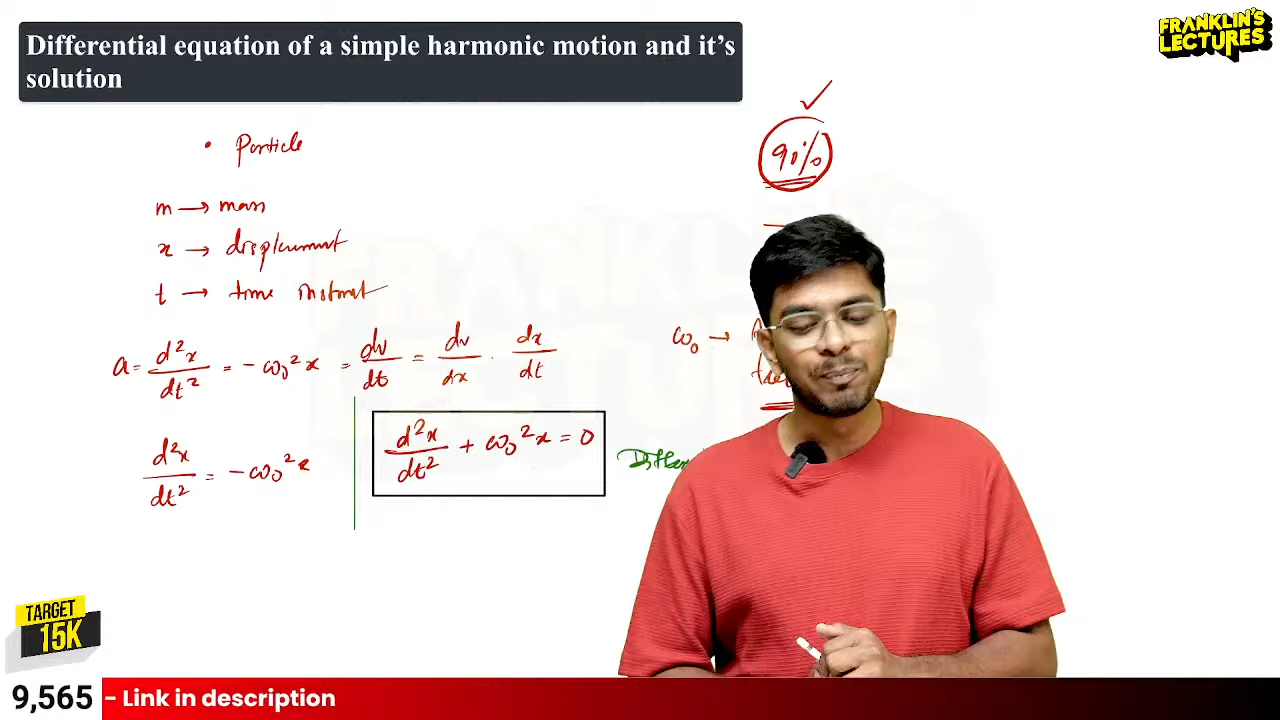 Differential equation of a simple harmonic motion and it's
solution
FRANKLIN'S
LECTURES
• Particle
90%
m → mass
x → displacement
t → time instant
a = d²x/dt² = -ω₀²x = dv/dt = dv/dx . dx/dt
ω₀ →
d²x/dt² = -ω₀²x
d²x/dt² + ω₀²x = 0
TARGET
15K
9,565 - Link in description